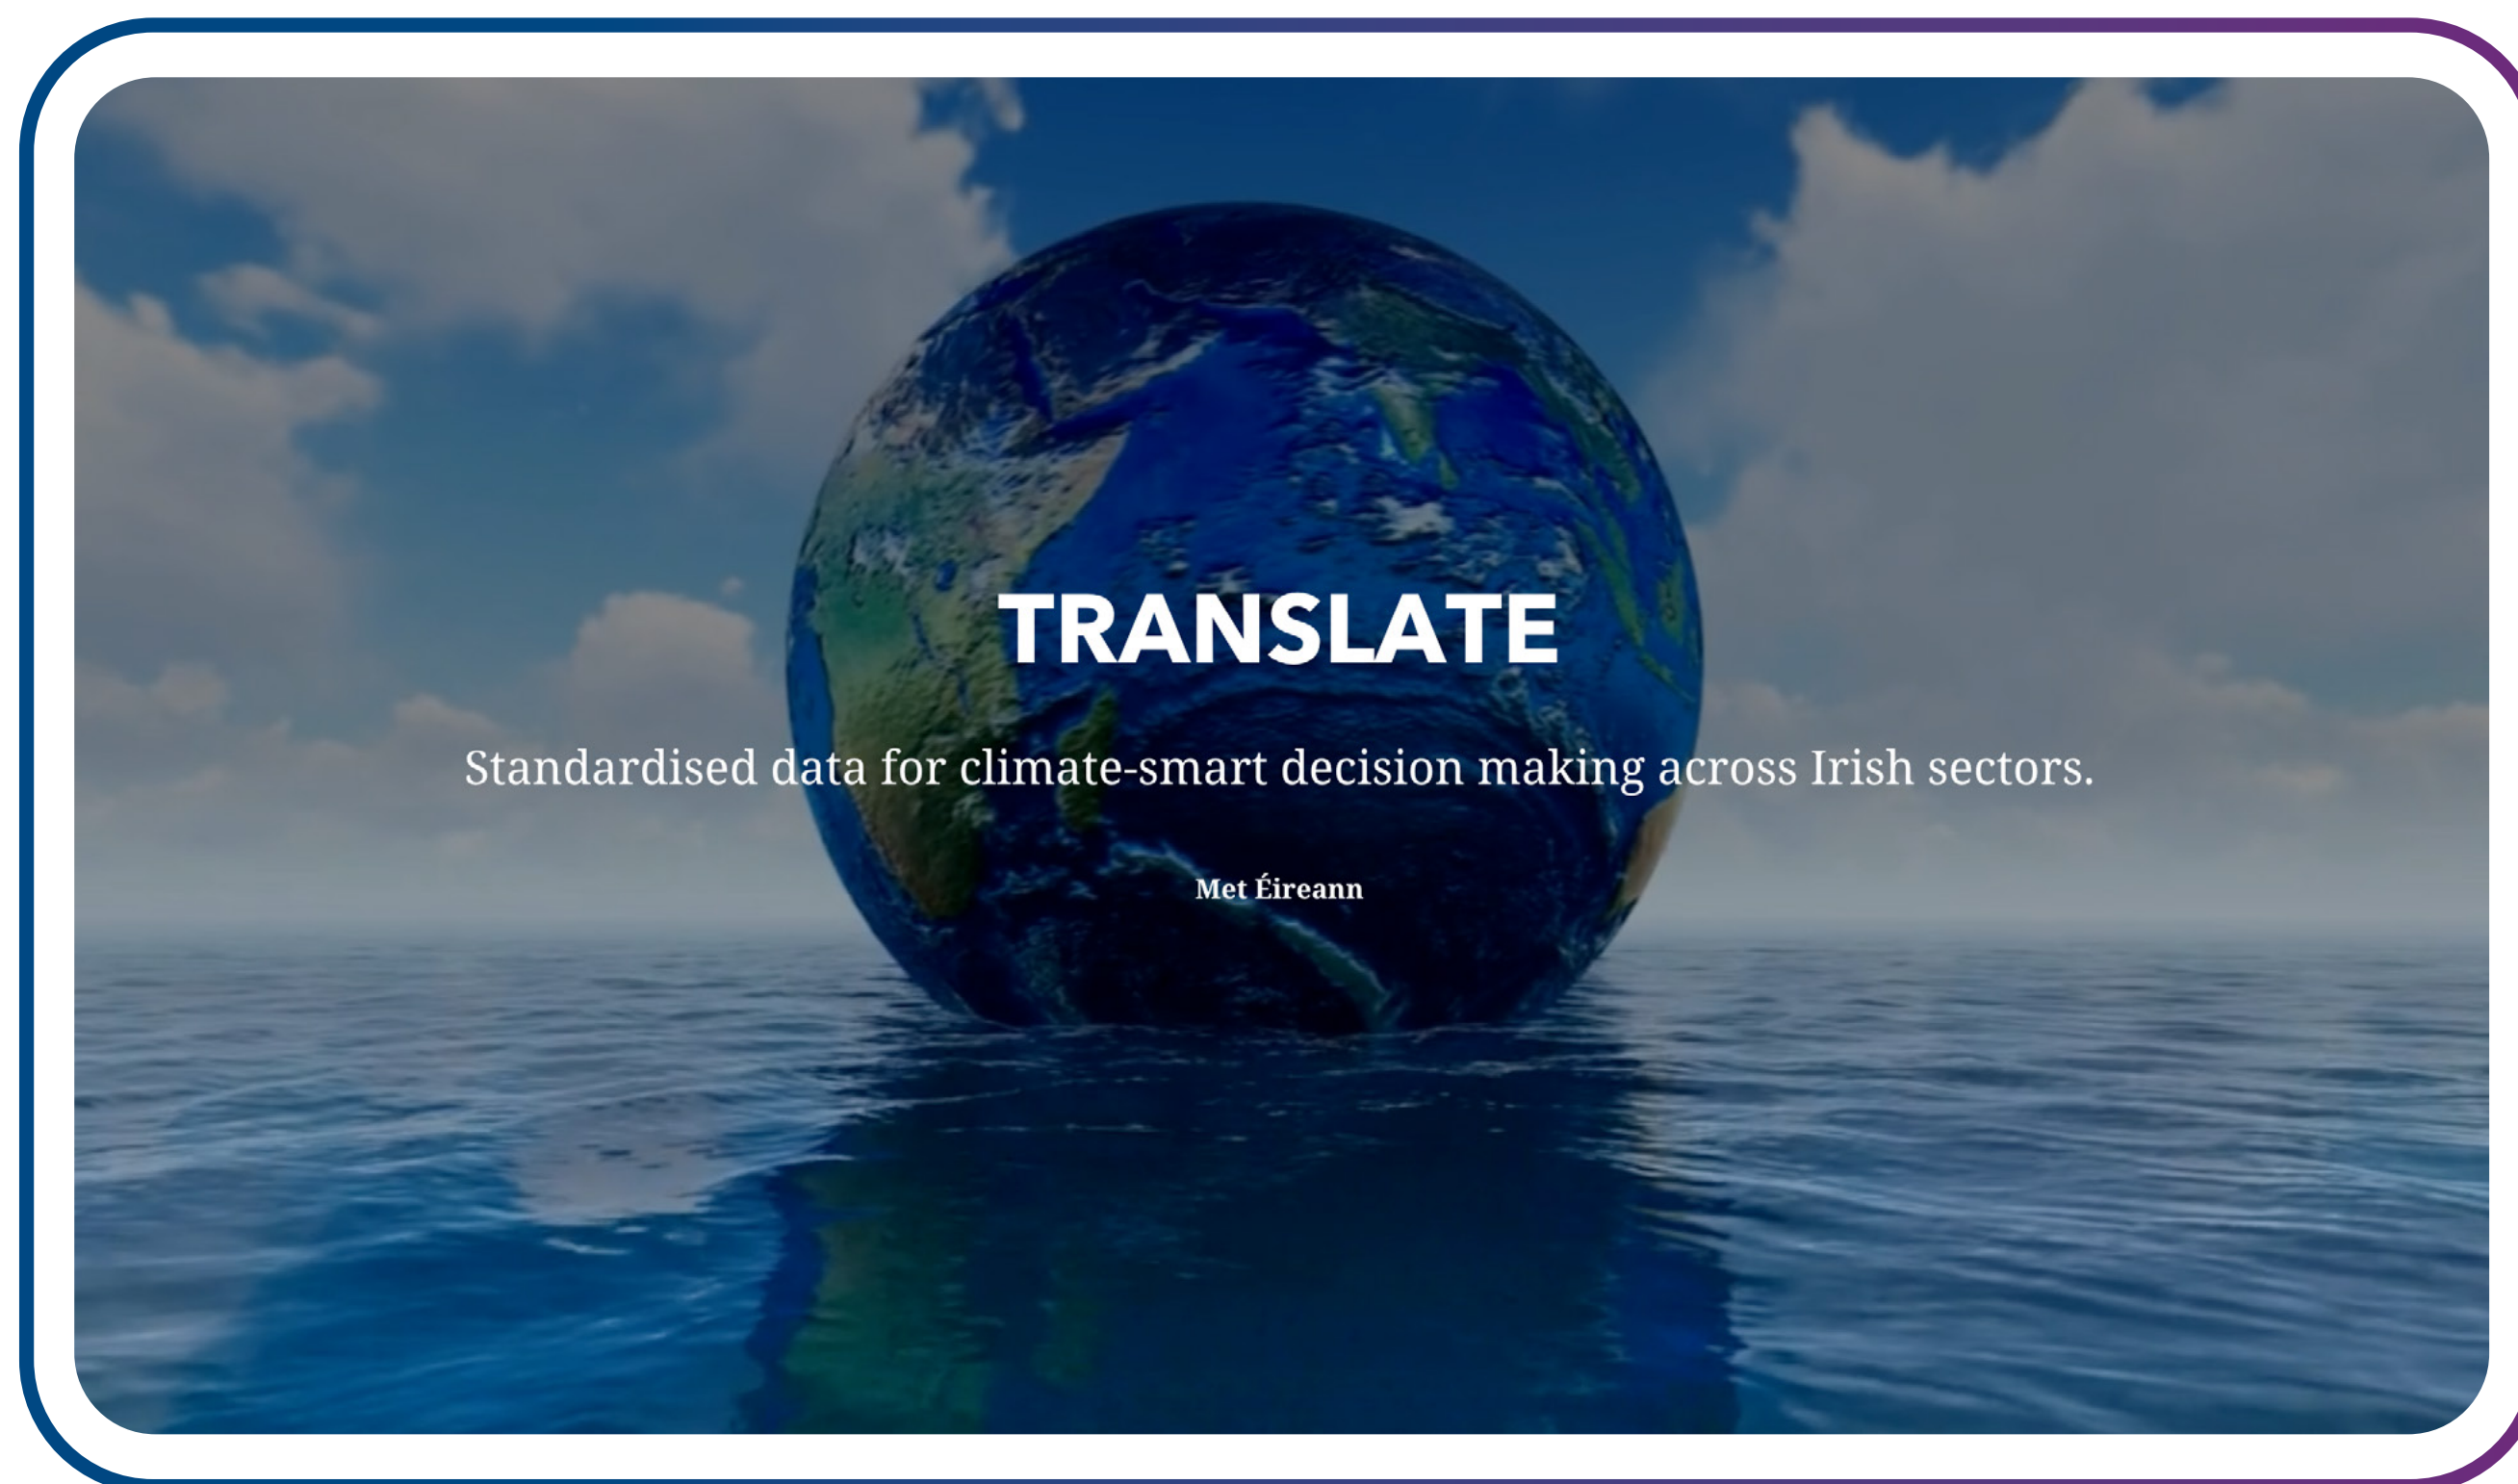 TRANSLATE
Standardised data for climate-smart decision making across Irish sectors.
Met Éireann